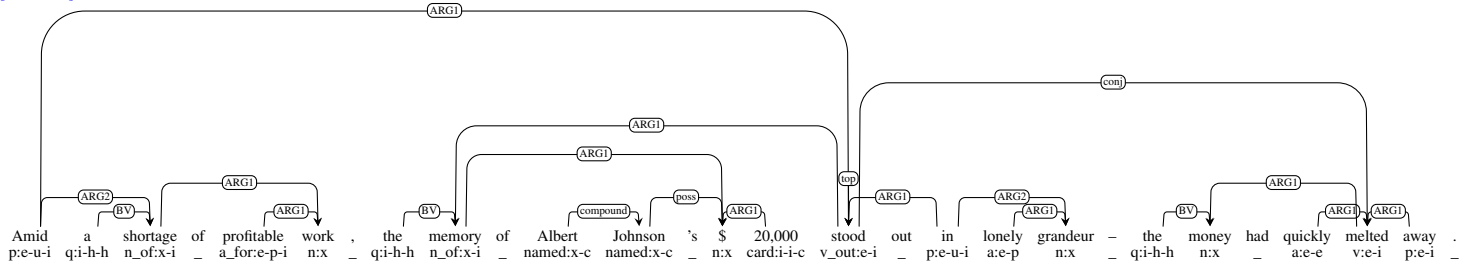 ARG1
conj
ARG1
ARG1
top
ARG2 ARG1 poss ARG1 ARG2 ARG1
BV ARG1 BV compound ARG1 ARG1 BV ARG1 ARG1
Amid a shortage of profitable work , the memory of Albert Johnson 's $ 20,000 stood out in lonely grandeur – the money had quickly melted away .
p:e-u-i q:i-h-h n_of:x-i _ a_for:e-p-i n:x _ q:i-h-h n_of:x-i _ named:x-c named:x-c _ n:x card:i-i-c v_out:e-i _ p:e-u-i a:e-p n:x _ q:i-h-h n:x _ a:e-e v:e-i p:e-i _